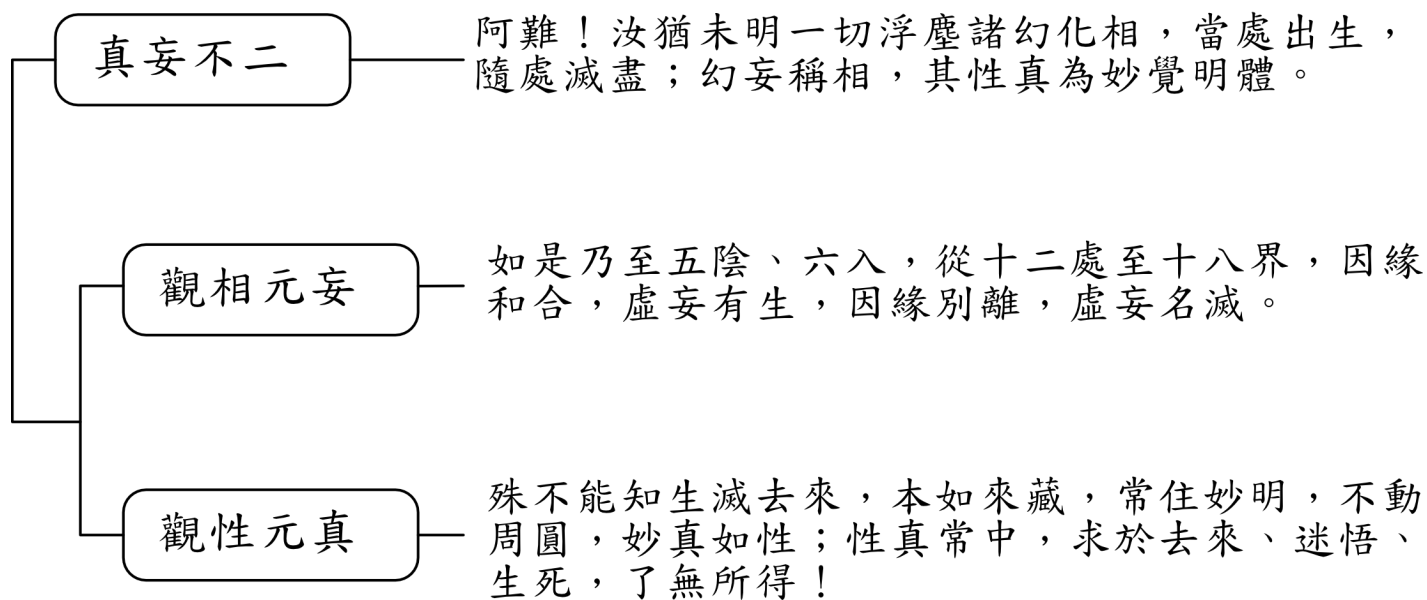 真妄不二
阿難！汝猶未明一切浮塵諸幻化相，當處出生，
隨處滅盡；幻妄稱相，其性真為妙覺明體。
觀相元妄
如是乃至五陰、六入，從十二處至十八界，因緣
和合，虛妄有生，因緣別離，虛妄名滅。
觀性元真
殊不能知生滅去來，本如來藏，常住妙明，不動
周圓，妙真如性；性真常中，求於去來、迷悟、
生死，了無所得！